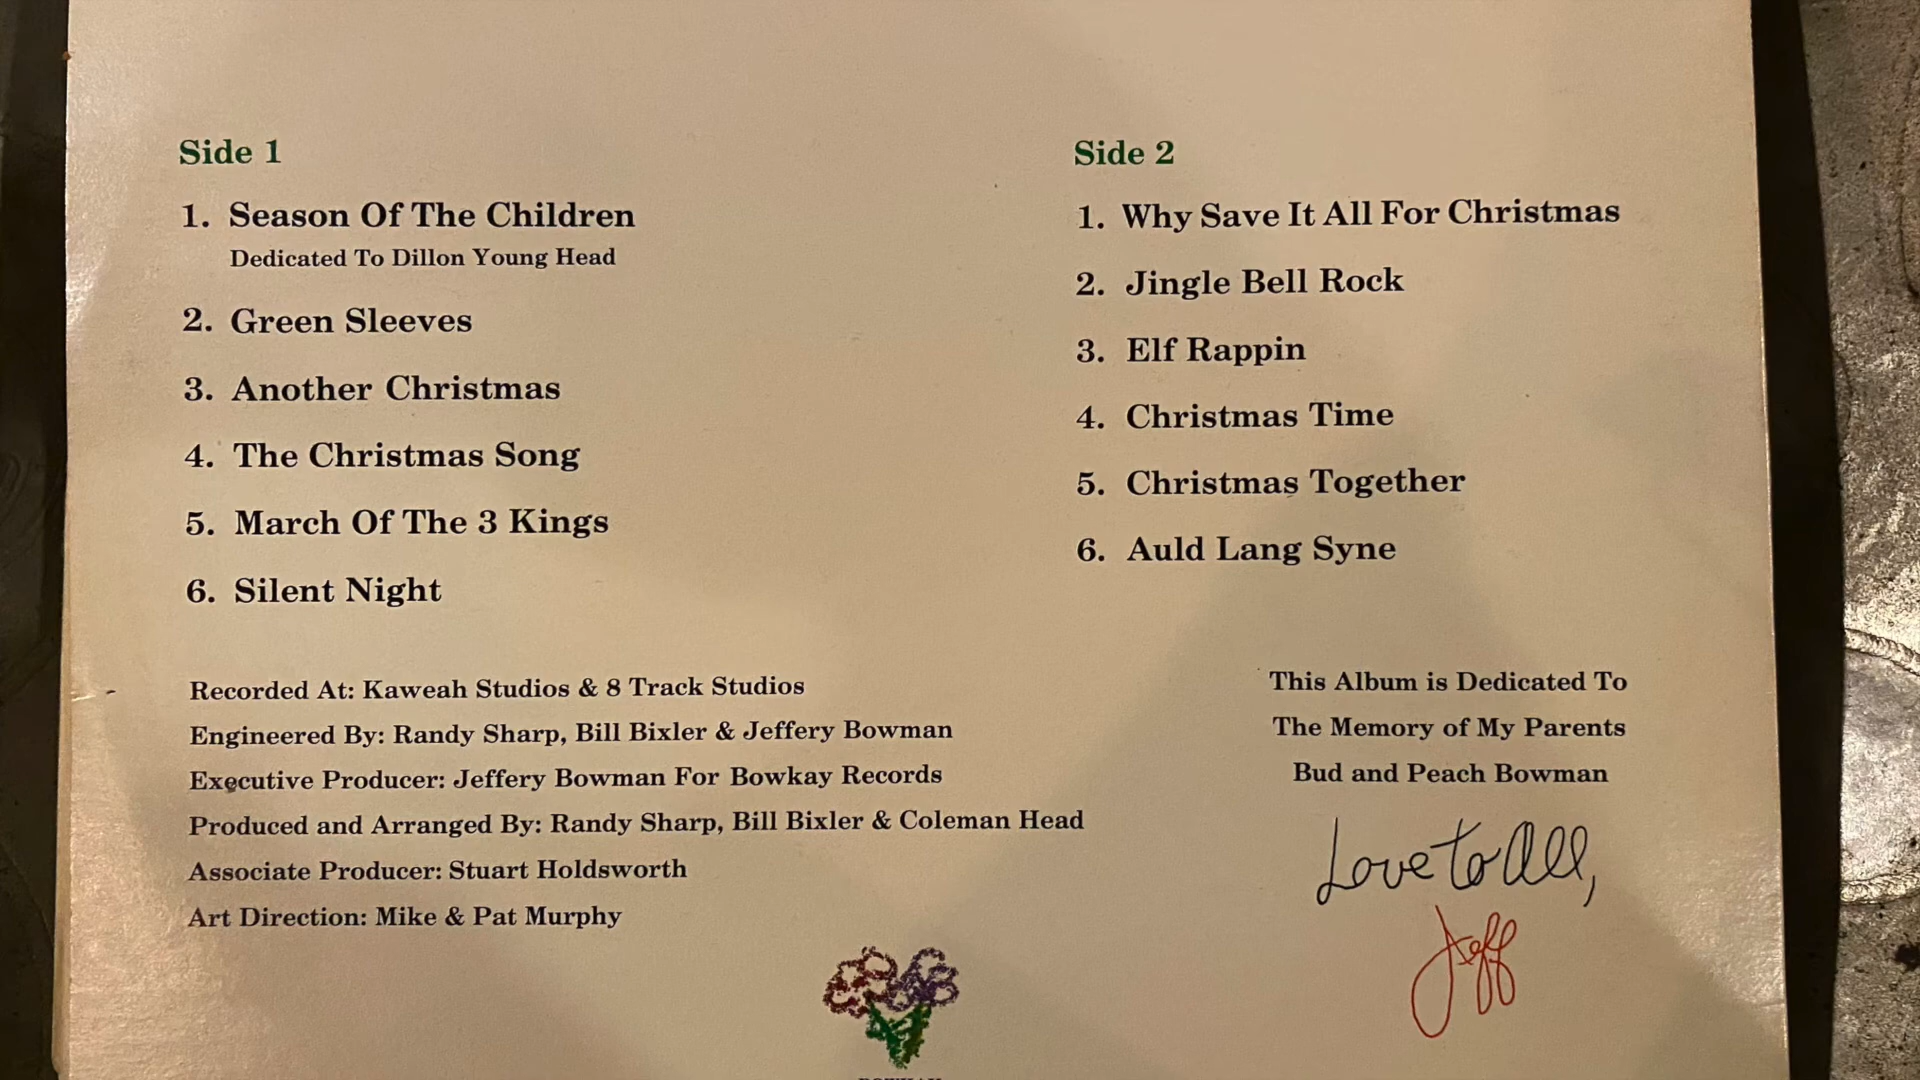 Side 1
1. Season Of The Children
Dedicated To Dillon Young Head
2. Green Sleeves
3. Another Christmas
4. The Christmas Song
5. March Of The 3 Kings
6. Silent Night
Side 2
1. Why Save It All For Christmas
2. Jingle Bell Rock
3. Elf Rappin
4. Christmas Time
5. Christmas Together
6. Auld Lang Syne
Recorded At: Kaweah Studios & 8 Track Studios
Engineered By: Randy Sharp, Bill Bixler & Jeffery Bowman
Executive Producer: Jeffery Bowman For Bowkay Records
Produced and Arranged By: Randy Sharp, Bill Bixler & Coleman Head
Associate Producer: Stuart Holdsworth
Art Direction: Mike & Pat Murphy
This Album is Dedicated To
The Memory of My Parents
Bud and Peach Bowman
Love to All,
Jeff